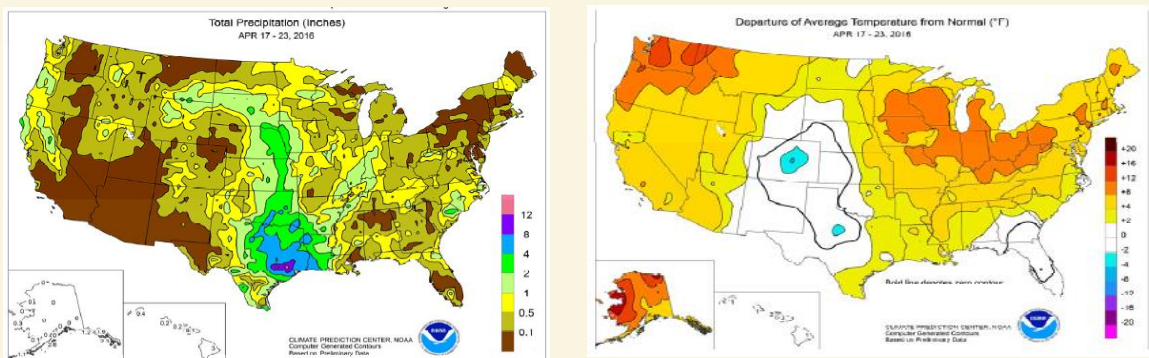 Total Precipitation (Inches)
APR 17 - 23, 2016
12
8
4
2
1
0.5
0.1
CLIMATE PREDICTION CENTER, NOAA
Computer Generated Contours
Based on Preliminary Data
Departure of Average Temperature from Normal (°F)
APR 17 - 23, 2016
+20
+16
+12
+8
+4
+2
-2
-4
-8
-12
-16
-20
Bold line denotes zero contour
CLIMATE PREDICTION CENTER, NOAA
Computer Generated Contours
Based on Preliminary Data